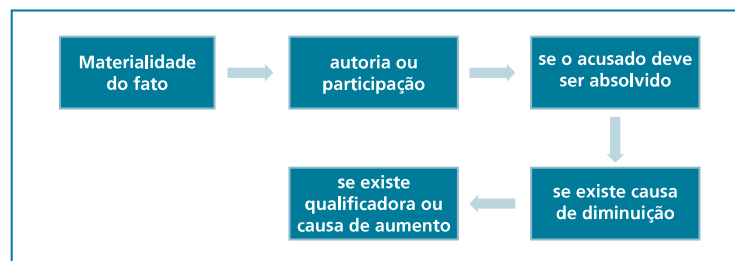 Materialidade
do fato
autoria ou
participação
se o acusado deve
ser absolvido
se existe causa
de diminuição
se existe
qualificadora ou
causa de aumento